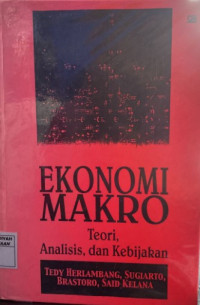 EKONOMI
MAKRO
Teori,
Analisis, dan Kebijakan
TEDY HERLAMBANG, SUGIARTO,
BRASTORO, SAID KELANA